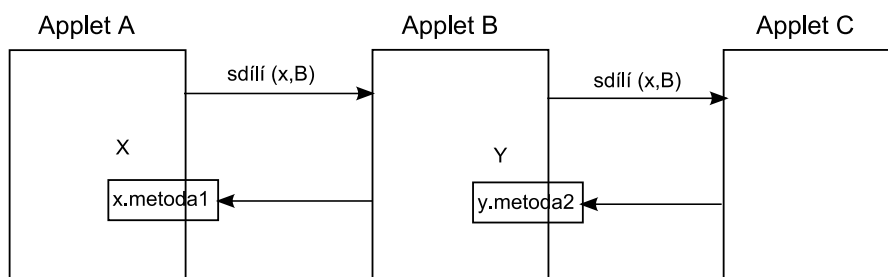 Applet A
Applet B
Applet C
sdílí (x,B)
sdílí (x,B)
X
Y
x.metoda1
y.metoda2